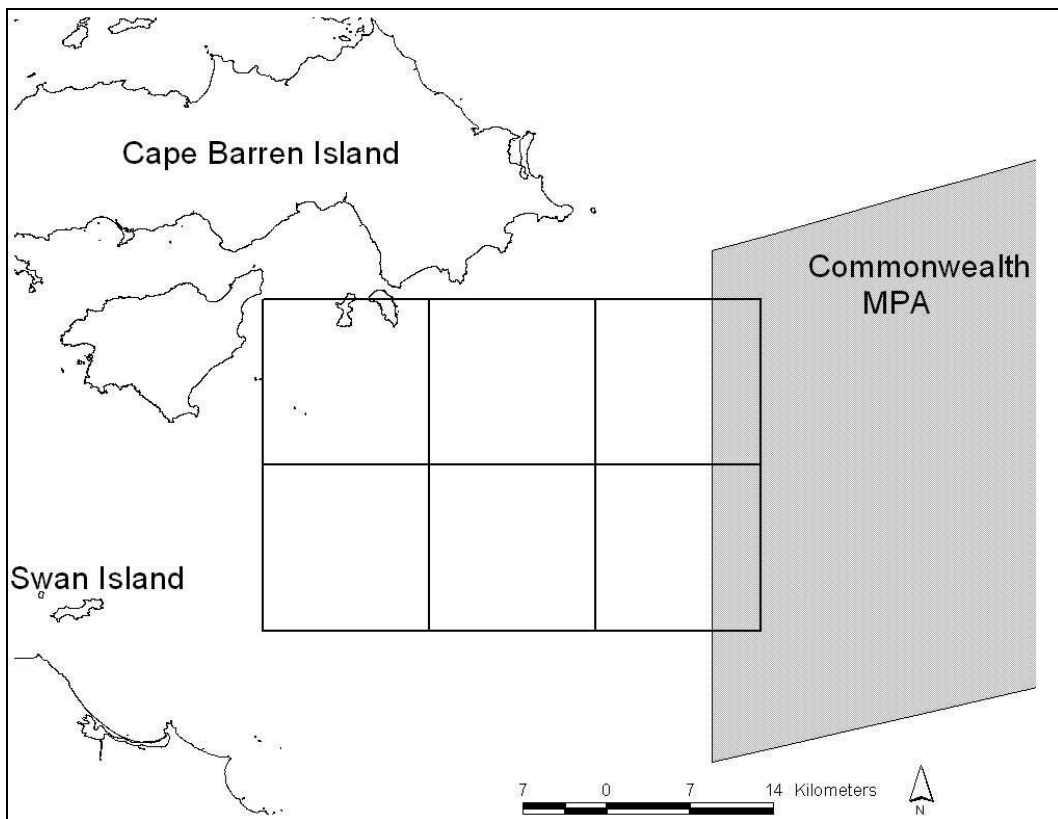 Cape Barren Island
Commonwealth
MPA
Swan Island
7 0 7 14 Kilometers
N